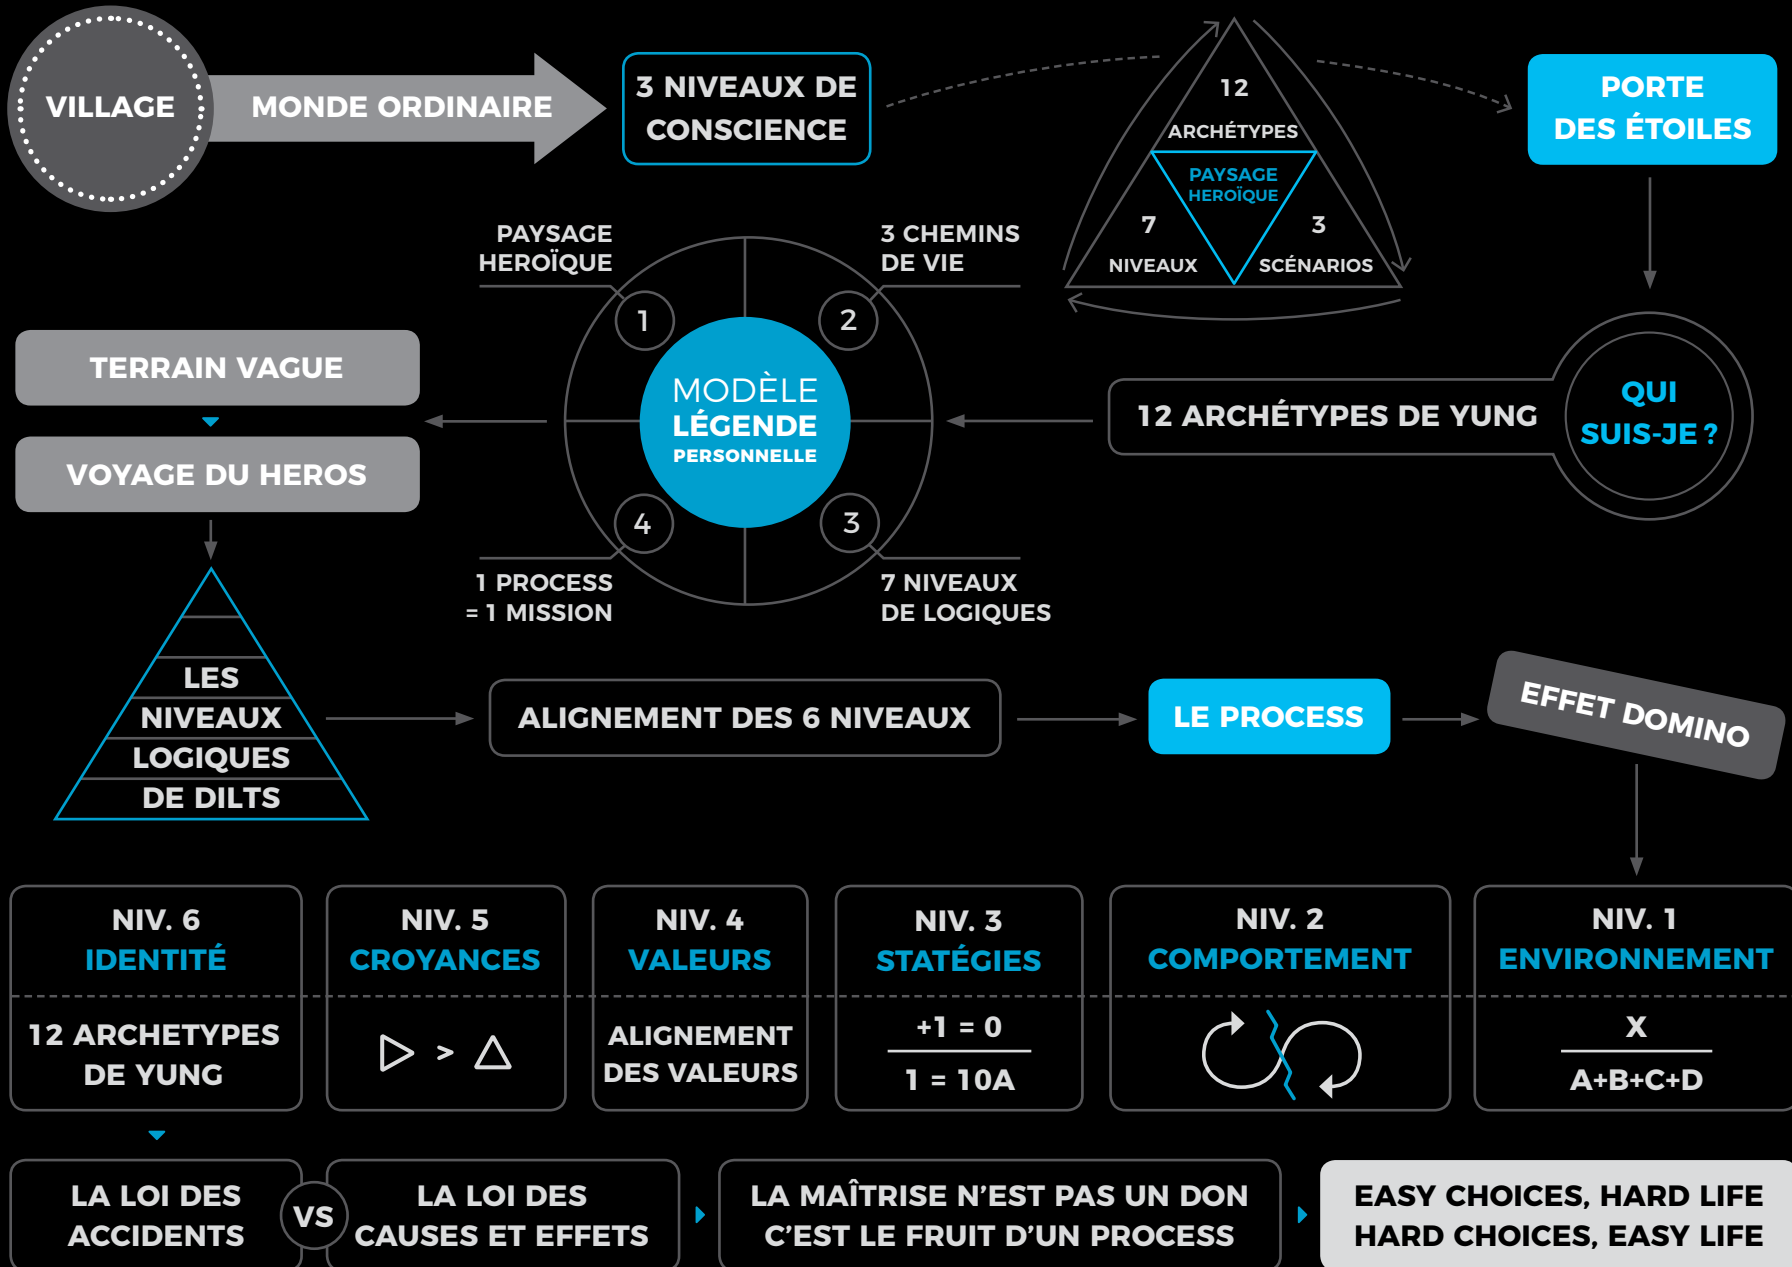 VILLAGE
MONDE ORDINAIRE
3 NIVEAUX DE
CONSCIENCE
12
ARCHÉTYPES
PAYSAGE
HEROÏQUE
7
NIVEAUX
3
SCÉNARIOS
PORTE
DES ÉTOILES
QUI
SUIS-JE ?
12 ARCHÉTYPES DE YUNG
PAYSAGE
HEROÏQUE
1
3 CHEMINS
DE VIE
2
MODÈLE
LÉGENDE
PERSONNELLE
4
1 PROCESS
= 1 MISSION
3
7 NIVEAUX
DE LOGIQUES
TERRAIN VAGUE
VOYAGE DU HEROS
LES
NIVEAUX
LOGIQUES
DE DILTS
ALIGNEMENT DES 6 NIVEAUX
LE PROCESS
EFFET DOMINO
NIV. 6
IDENTITÉ
12 ARCHETYPES
DE YUNG
NIV. 5
CROYANCES
>
NIV. 4
VALEURS
ALIGNEMENT
DES VALEURS
NIV. 3
STATÉGIES
+1 = 0
1 = 10A
NIV. 2
COMPORTEMENT
NIV. 1
ENVIRONNEMENT
X
A+B+C+D
LA LOI DES
ACCIDENTS
VS
LA LOI DES
CAUSES ET EFFETS
LA MAÎTRISE N'EST PAS UN DON
C'EST LE FRUIT D'UN PROCESS
EASY CHOICES, HARD LIFE
HARD CHOICES, EASY LIFE